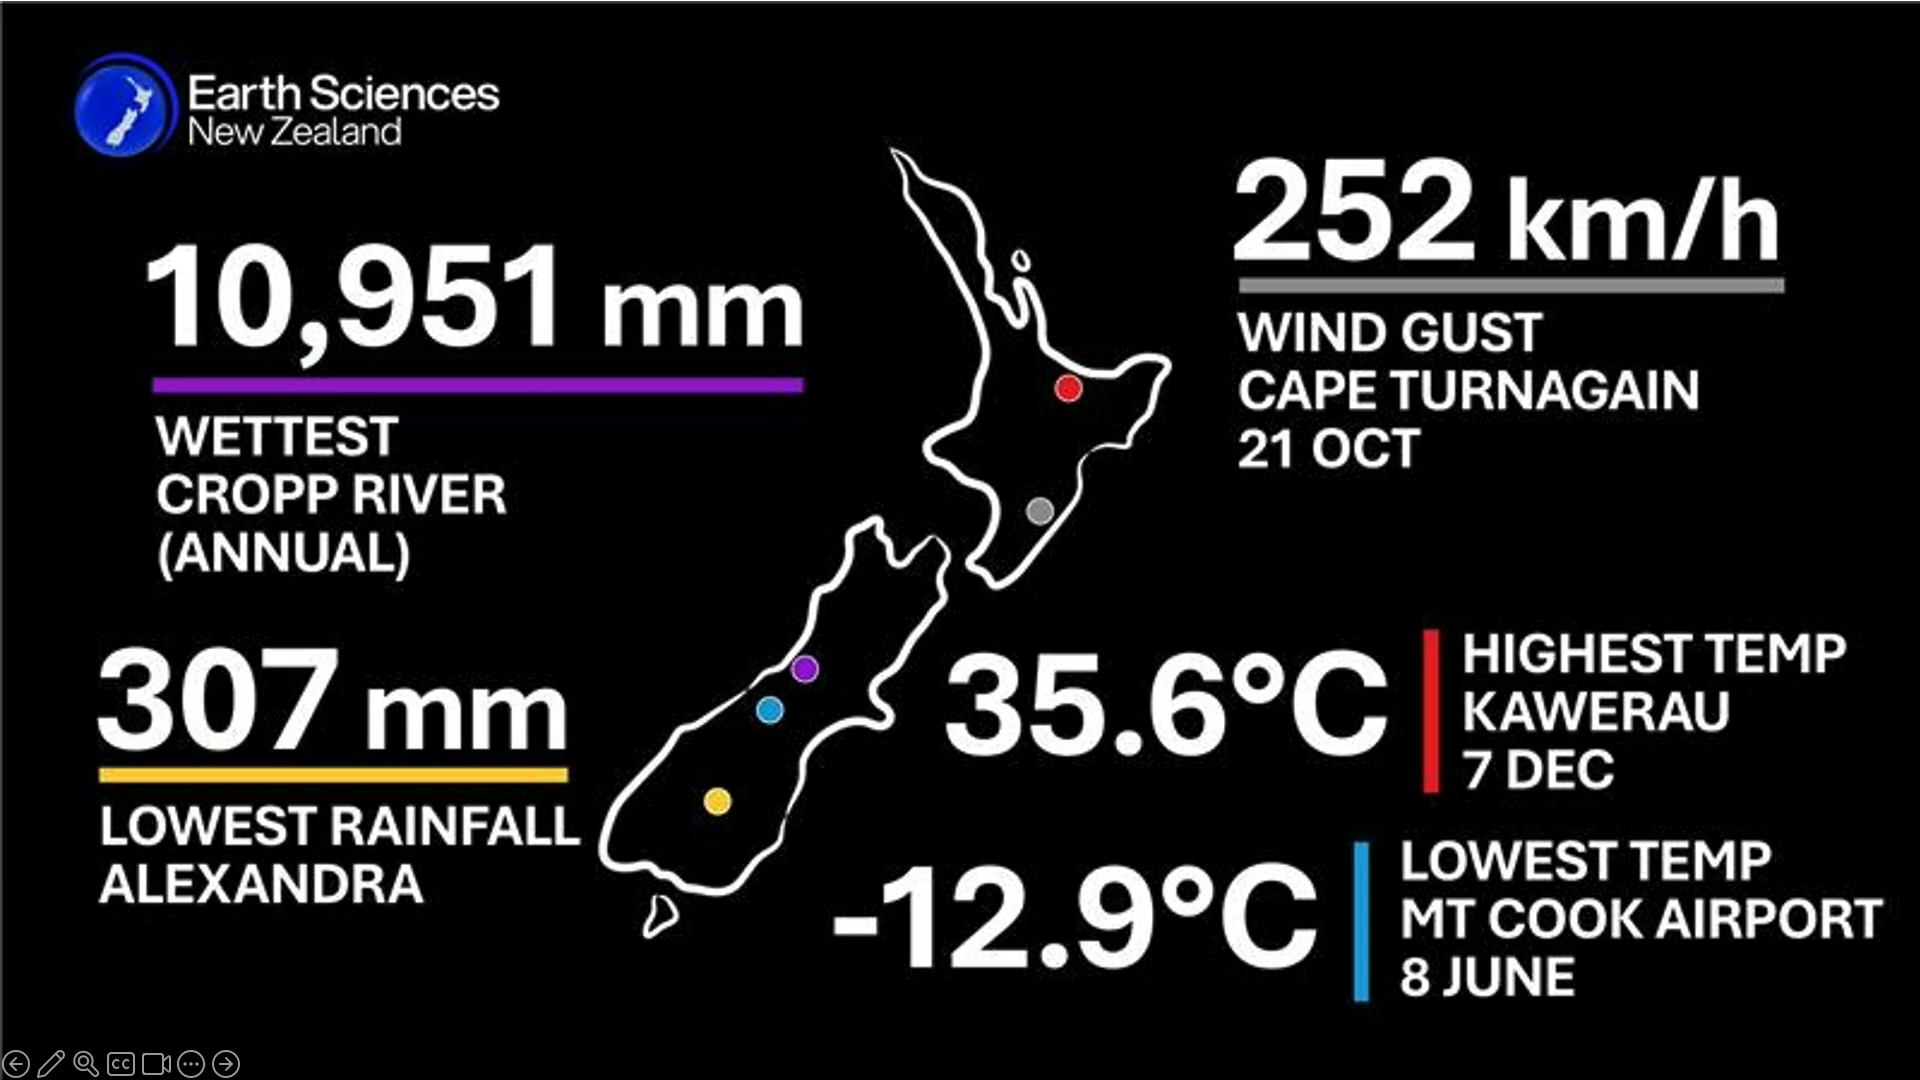 Earth Sciences
New Zealand
10,951 mm
WETTEST
CROPP RIVER
(ANNUAL)
252 km/h
WIND GUST
CAPE TURNAGAIN
21 OCT
307 mm
LOWEST RAINFALL
ALEXANDRA
35.6°C
HIGHEST TEMP
KAWERAU
7 DEC
-12.9°C
LOWEST TEMP
MT COOK AIRPORT
8 JUNE
CC